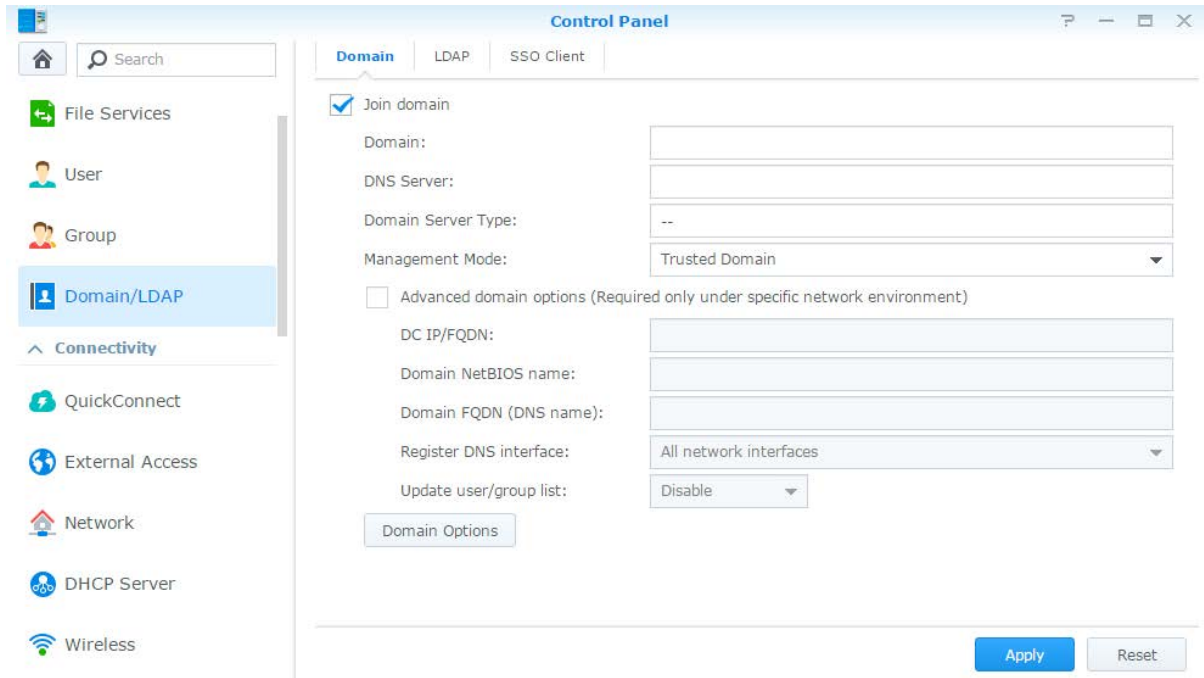 Control Panel
Search
File Services
User
Group
Domain/LDAP
Connectivity
QuickConnect
External Access
Network
DHCP Server
Wireless
Domain LDAP SSO Client
Join domain
Domain:
DNS Server:
Domain Server Type: --
Management Mode: Trusted Domain
Advanced domain options (Required only under specific network environment)
DC IP/FQDN:
Domain NetBIOS name:
Domain FQDN (DNS name):
Register DNS interface: All network interfaces
Update user/group list: Disable
Domain Options
Apply Reset